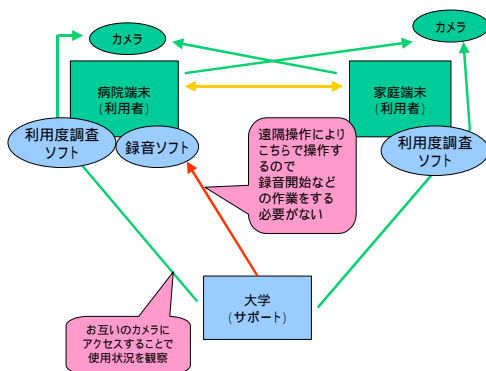 カメラ
カメラ
病院端末
(利用者)
家庭端末
(利用者)
利用度調査
ソフト
録音ソフト
遠隔操作により
こちらで操作す
るので
録音開始など
の作業をする
必要がない
利用度調査
ソフト
大学
(サポート)
お互いのカメラに
アクセスすることで
使用状況を観察